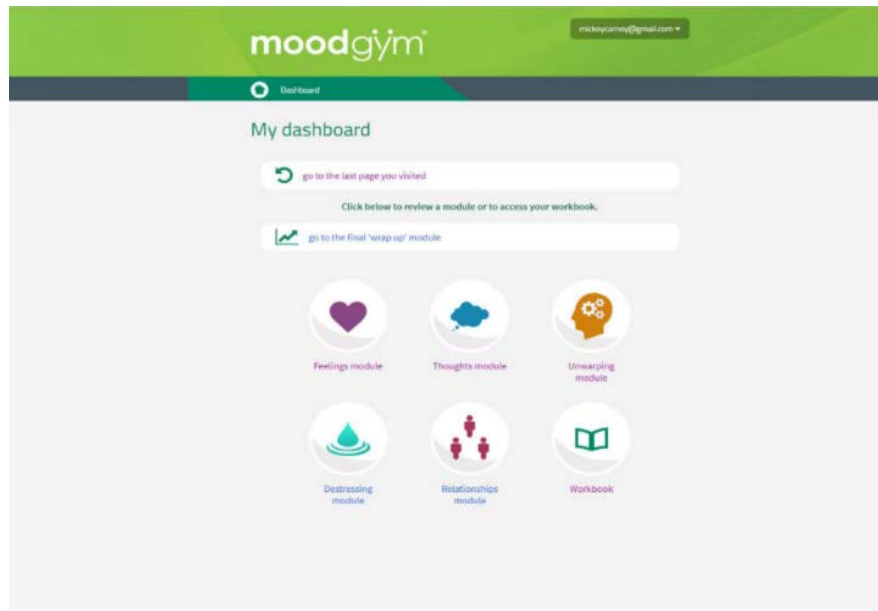 moodgym
mickeycarney@gmail.com
Dashboard
My dashboard
go to the last page you visited
Click below to review a module or to access your workbook.
go to the final 'wrap up' module
Feelings module
Thoughts module
Unwarping
module
Destressing
module
Relationships
module
Workbook